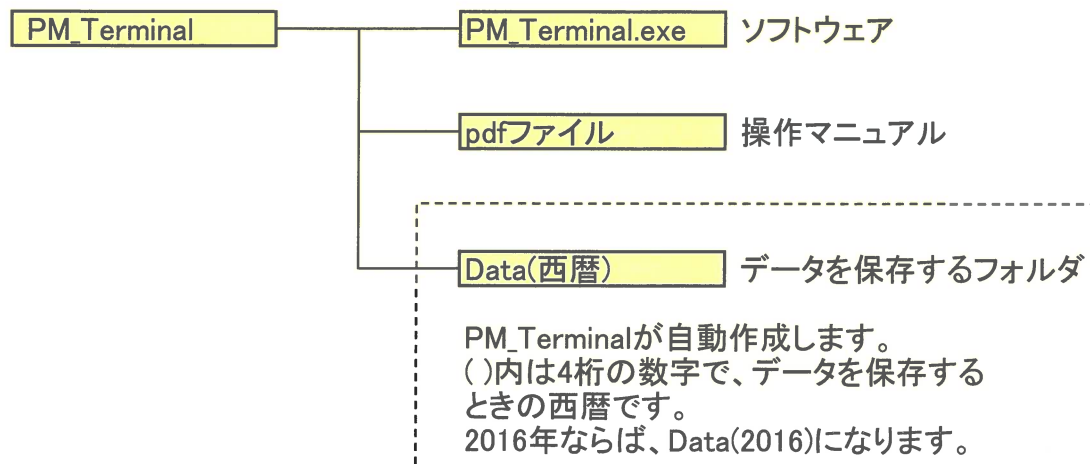 PM_Terminal
PM_Terminal.exe ソフトウェア
pdfファイル 操作マニュアル
Data(西暦) データを保存するフォルダ
PM_Terminalが自動作成します。
( )内は4桁の数字で、データを保存する
ときの西暦です。
2016年ならば、Data(2016)になります。